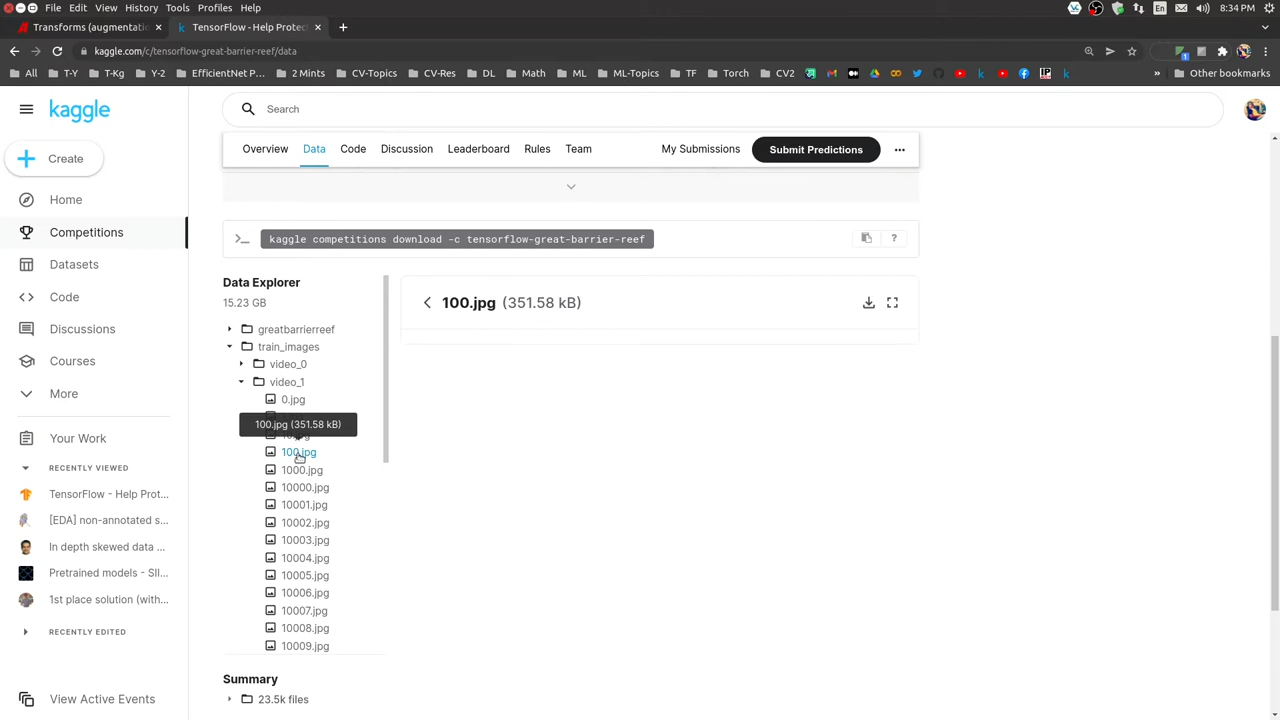 File Edit View History Bookmarks Tools Profiles Help
En
8:34 PM
Transforms (augmentatio
TensorFlow - Help Protec
kaggle.com/c/tensorflow-great-barrier-reef/data
All T-Y T-Kg Y-2 EfficientNet P... 2 Mints CV-Topics CV-Res DL Math ML ML-Topics TF Torch CV2
Other bookmarks
kaggle
Search
Create
Overview Data Code Discussion Leaderboard Rules Team My Submissions Submit Predictions
Home
Competitions
Datasets
Code
Discussions
Courses
More
Your Work
RECENTLY VIEWED
TensorFlow - Help Prot...
[EDA] non-annotated s...
In depth skewed data ...
Pretrained models - SII...
1st place solution (with...
RECENTLY EDITED
View Active Events
kaggle competitions download -c tensorflow-great-barrier-reef
?
Data Explorer
15.23 GB
greatbarrierreef
train_images
video_0
video_1
0.jpg
100.jpg (351.58 kB)
100.jpg
1000.jpg
10000.jpg
10001.jpg
10002.jpg
10003.jpg
10004.jpg
10005.jpg
10006.jpg
10007.jpg
10008.jpg
10009.jpg
100.jpg (351.58 kB)
Summary
23.5k files